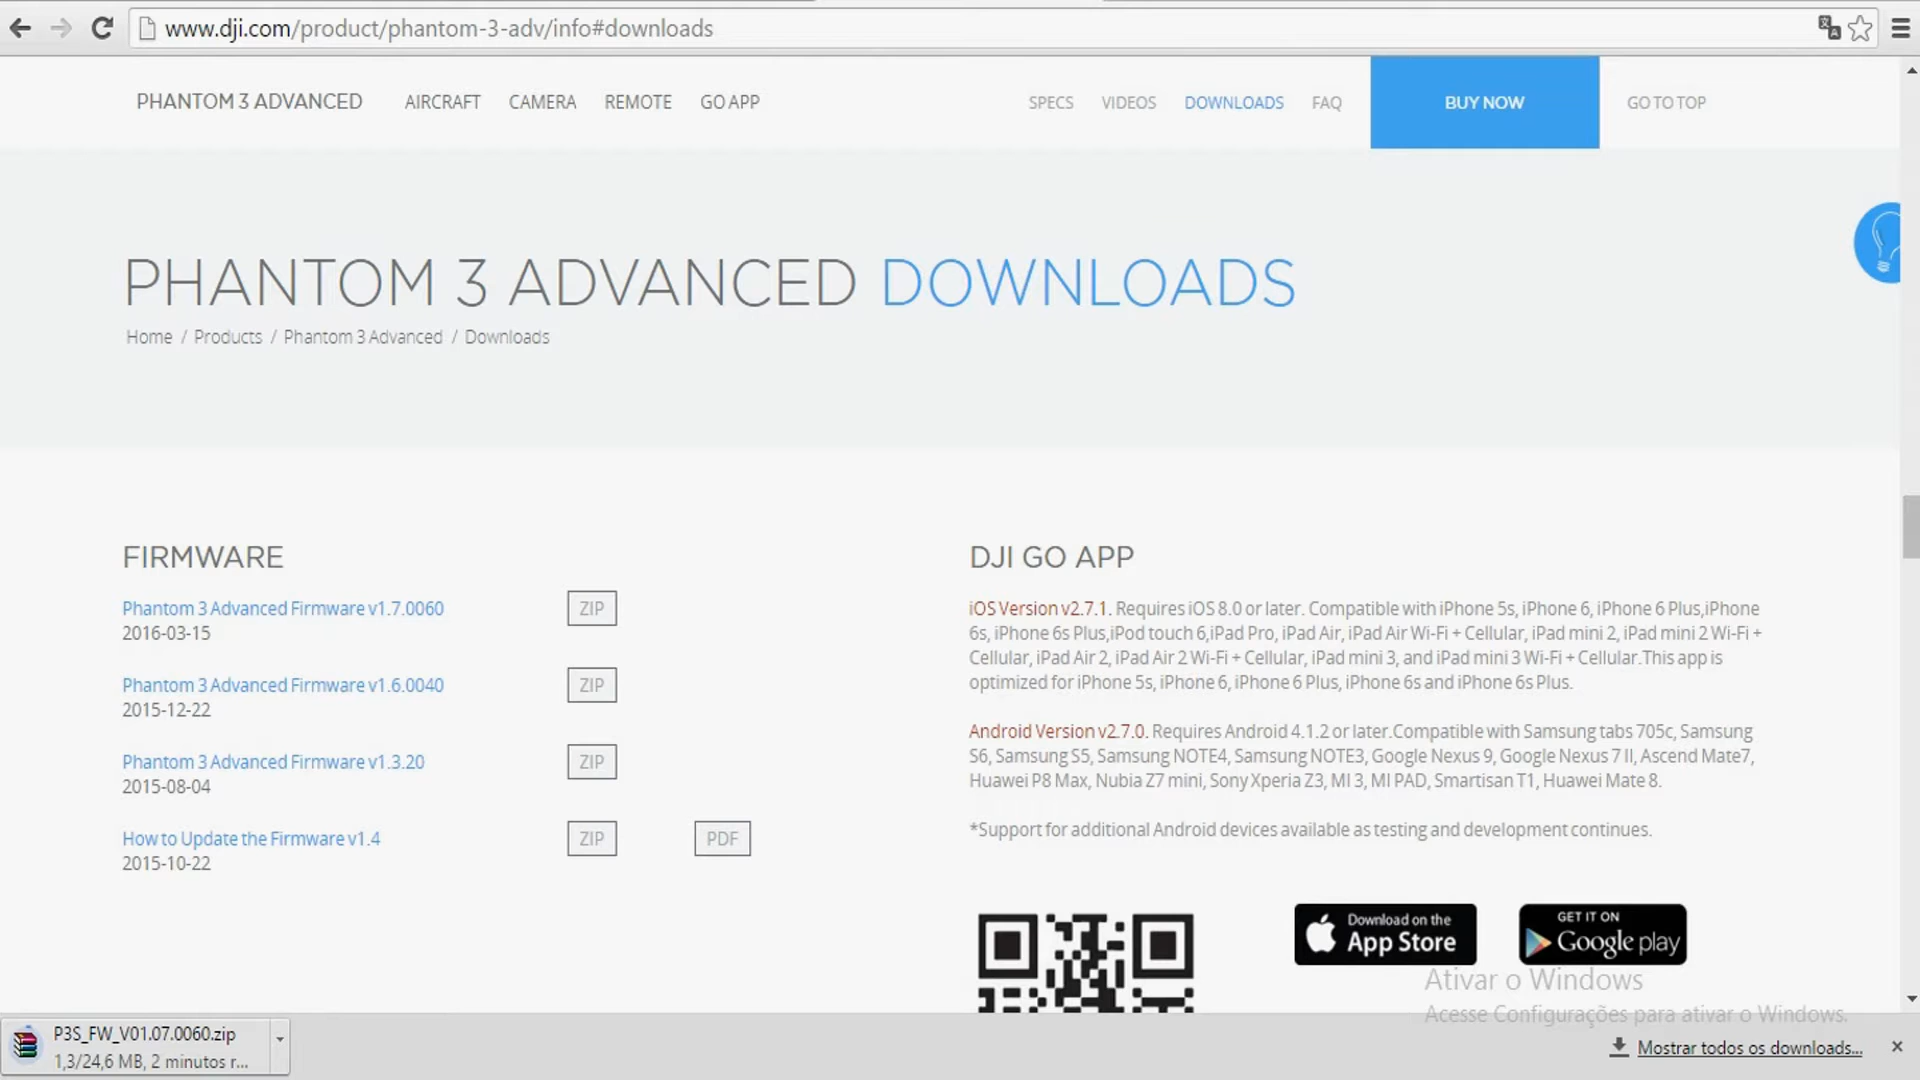 www.dji.com/product/phantom-3-adv/info#downloads
PHANTOM 3 ADVANCED AIRCRAFT CAMERA REMOTE GO APP SPECS VIDEOS DOWNLOADS FAQ BUY NOW GO TO TOP
PHANTOM 3 ADVANCED DOWNLOADS
Home / Products / Phantom 3 Advanced / Downloads
FIRMWARE
Phantom 3 Advanced Firmware v1.7.0060 ZIP
2016-03-15
Phantom 3 Advanced Firmware v1.6.0040 ZIP
2015-12-22
Phantom 3 Advanced Firmware v1.3.20 ZIP
2015-08-04
How to Update the Firmware v1.4 ZIP PDF
2015-10-22
DJI GO APP
iOS Version v2.7.1. Requires iOS 8.0 or later. Compatible with iPhone 5s, iPhone 6, iPhone 6 Plus,iPhone
6s, iPhone 6s Plus,iPod touch 6,iPad Pro, iPad Air, iPad Air Wi-Fi + Cellular, iPad mini 2, iPad mini 2 Wi-Fi +
Cellular, iPad Air 2, iPad Air 2 Wi-Fi + Cellular, iPad mini 3, and iPad mini 3 Wi-Fi + Cellular.This app is
optimized for iPhone 5s, iPhone 6, iPhone 6 Plus, iPhone 6s and iPhone 6s Plus.
Android Version v2.7.0. Requires Android 4.1.2 or later.Compatible with Samsung tabs 705c, Samsung
S6, Samsung S5, Samsung NOTE4, Samsung NOTE3, Google Nexus 9, Google Nexus 7 II, Ascend Mate7,
Huawei P8 Max, Nubia Z7 mini, Sony Xperia Z3, MI 3, MI PAD, Smartisan T1, Huawei Mate 8.
*Support for additional Android devices available as testing and development continues.
Download on the
App Store
GET IT ON
Google play
Ativar o Windows
Acesse Configurações para ativar o Windows.
P3S_FW_V01.07.0060.zip
1,3/24,6 MB, 2 minutos r...
Mostrar todos os downloads...